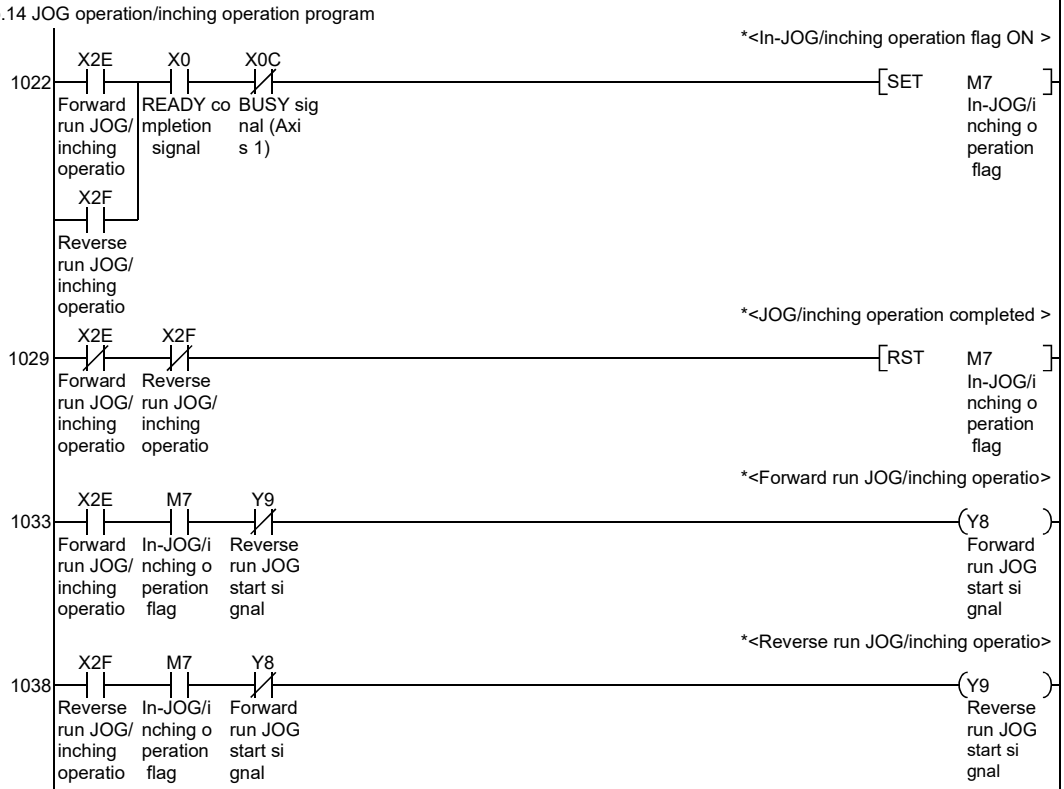 .14 JOG operation/inching operation program
*<In-JOG/inching operation flag ON >
X2E X0 X0C
1022 SET M7
Forward READY co BUSY sig In-JOG/i
run JOG/ mpletion nal (Axi nching o
inching signal s 1) peration
operatio flag
X2F
Reverse
run JOG/
inching
operatio
*<JOG/inching operation completed >
X2E X2F
1029 RST M7
Forward Reverse In-JOG/i
run JOG/ run JOG/ nching o
inching inching peration
operatio operatio flag
*<Forward run JOG/inching operatio>
X2E M7 Y9
1033 Y8
Forward In-JOG/i Reverse Forward
run JOG/ nching o run JOG run JOG
inching peration start si start si
operatio flag gnal gnal
*<Reverse run JOG/inching operatio>
X2F M7 Y8
1038 Y9
Reverse In-JOG/i Forward Reverse
run JOG/ nching o run JOG run JOG
inching peration start si start si
operatio flag gnal gnal